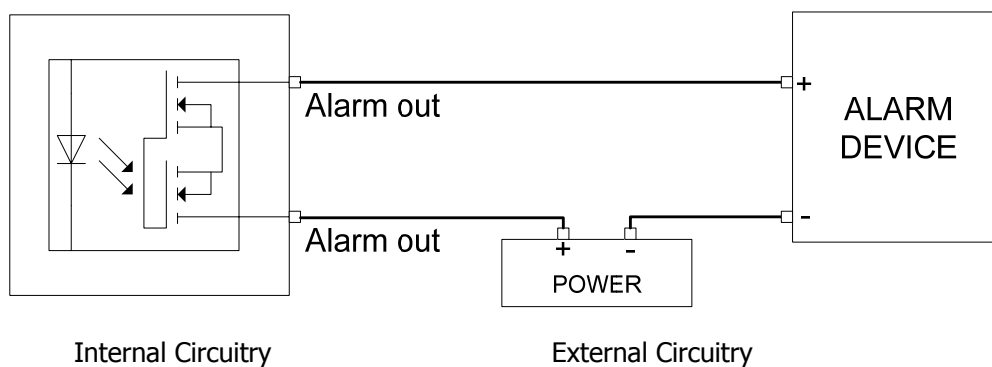 Alarm out
+
ALARM
DEVICE
Alarm out
-
+ -
POWER
Internal Circuitry
External Circuitry